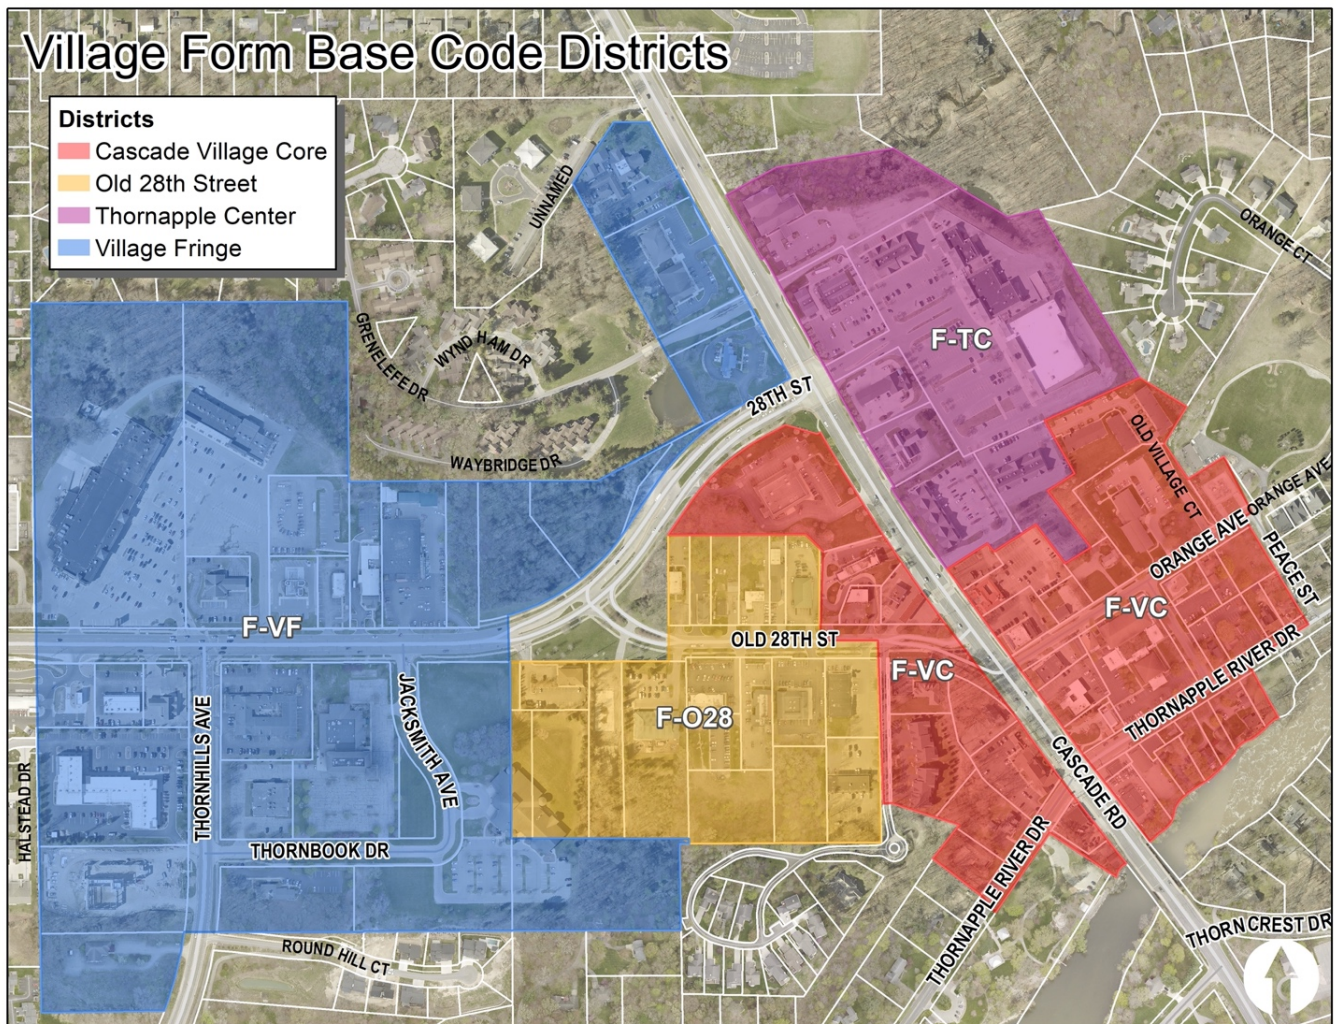 Village Form Base Code Districts
Districts
Cascade Village Core
Old 28th Street
Thornapple Center
Village Fringe
UNNAMED
ORANGE CT
GRENELEFE DR
WYND HAM DR
F-TC
28TH ST
WAYBRIDGE DR
OLD VILLAGE CT
ORANGE AVE
ORANGE AVE
PEACE ST
F-VF
F-VC
OLD 28TH ST
F-VC
THORNAPPLE RIVER DR
F-O28
JACKSMITH AVE
THORNHILLS AVE
HALSTEAD DR
CASCADE RD
THORNBOOK DR
THORNAPPLE RIVER DR
THORN CREST DR
ROUND HILL CT